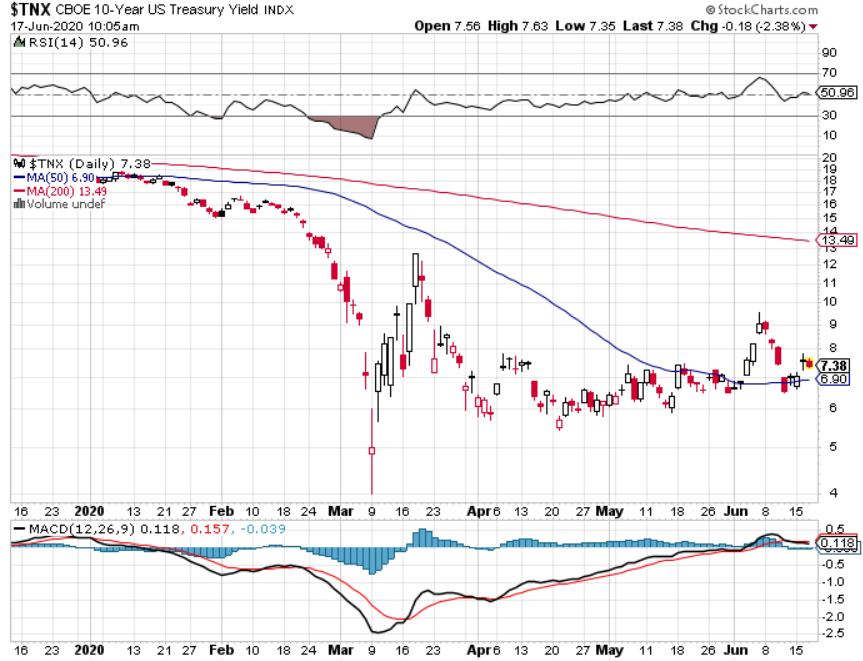 $TNX CBOE 10-Year US Treasury Yield INDX
© StockCharts.com
17-Jun-2020 10:05am
Open 7.56 High 7.63 Low 7.35 Last 7.38 Chg -0.18 (-2.38%)
RSI(14) 50.96
90
70
50.96
30
10
$TNX (Daily) 7.38
MA(50) 6.90
MA(200) 13.49
Volume undef
20
19
18
17
16
15
14
13.49
13
12
11
10
9
8
7.38
6.90
6
5
4
16 23 2020 13 21 27 Feb 10 18 24 Mar 9 16 23 Apr 6 13 20 27 May 11 18 26 Jun 8 15
MACD(12,26,9) 0.118, 0.157, -0.039
0.5
0.118
-0.5
-1.0
-1.5
-2.0
-2.5
16 23 2020 13 21 27 Feb 10 18 24 Mar 9 16 23 Apr 6 13 20 27 May 11 18 26 Jun 8 15